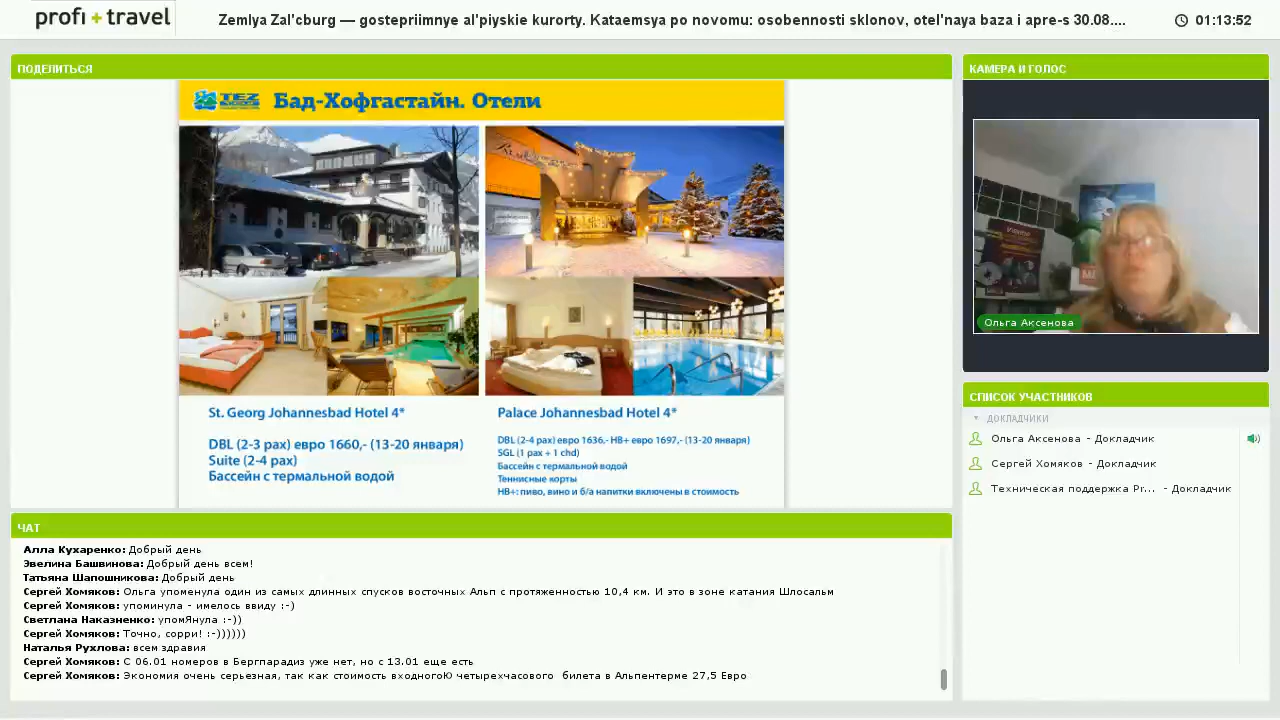 profi + travel
Zemlya Zal'cburg — gostepriimnye al'piyskie kurorty. Kataemsya po novomu: osobennosti sklonov, otel'naya baza i apre-s 30.08....
01:13:52
ПОДЕЛИТЬСЯ
TEZ
Бад-Хофгастайн. Отели
St. Georg Johannesbad Hotel 4*
DBL (2-3 pax) евро 1660,- (13-20 января)
Suite (2-4 pax)
Бассейн с термальной водой
Palace Johannesbad Hotel 4*
DBL (2-4 pax) евро 1636,- HB+ евро 1697,- (13-20 января)
SGL (1 pax + 1 chd)
Бассейн с термальной водой
Теннисные корты
HB+: пиво, вино и б/а напитки включены в стоимость
КАМЕРА И ГОЛОС
Ольга Аксенова
СПИСОК УЧАСТНИКОВ
ДОКЛАДЧИКИ
Ольга Аксенова - Докладчик
Сергей Хомяков - Докладчик
Техническая поддержка Pr... - Докладчик
ЧАТ
Алла Кухаренко: Добрый день
Эвелина Башвинова: Добрый день всем!
Татьяна Шапошникова: Добрый день
Сергей Хомяков: Ольга упоменула один из самых длинных спусков восточных Альп с протяженностью 10,4 км. И это в зоне катания Шлосальм
Сергей Хомяков: упоминула - имелось ввиду :-)
Светлана Наказненко: упомЯнула :-))
Сергей Хомяков: Точно, сорри! :-))))))
Наталья Рухлова: всем здравия
Сергей Хомяков: С 06.01 номеров в Бергпарадиз уже нет, но с 13.01 еще есть
Сергей Хомяков: Экономия очень серьезная, так как стоимость входногоЮ четырехчасового билета в Альпентерме 27,5 Евро